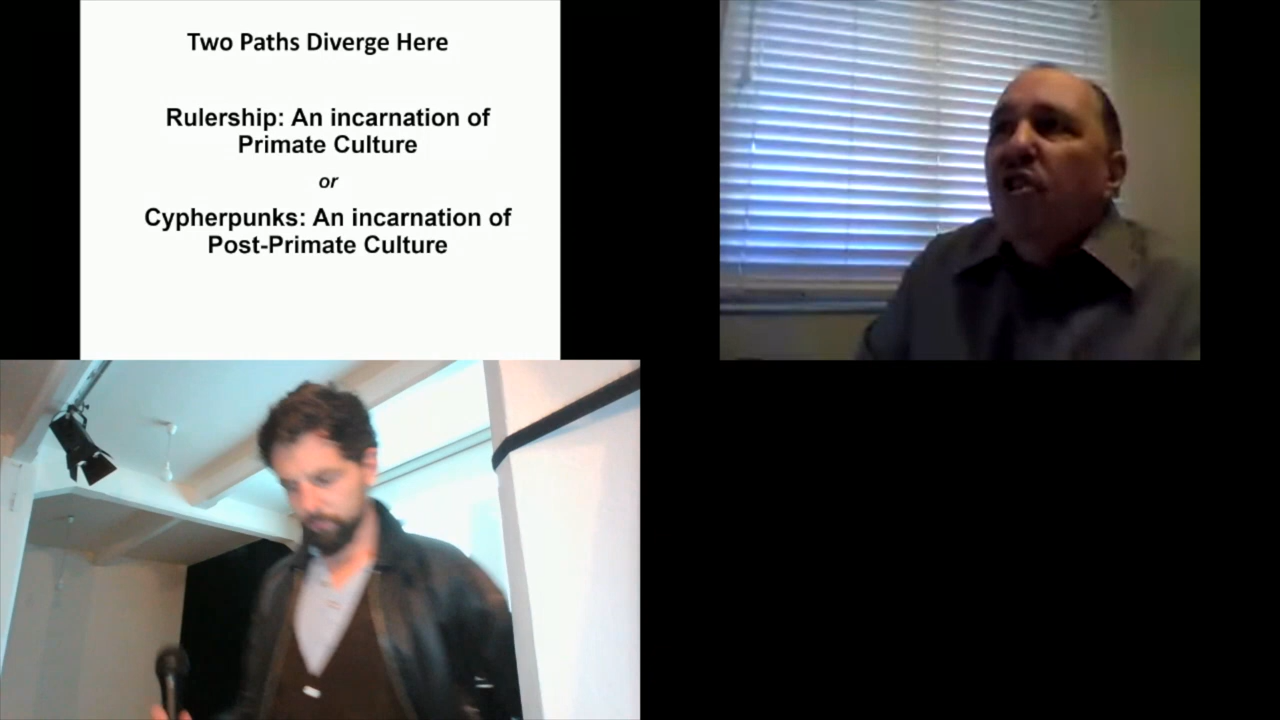 Two Paths Diverge Here
Rulership: An incarnation of
Primate Culture
or
Cypherpunks: An incarnation of
Post-Primate Culture